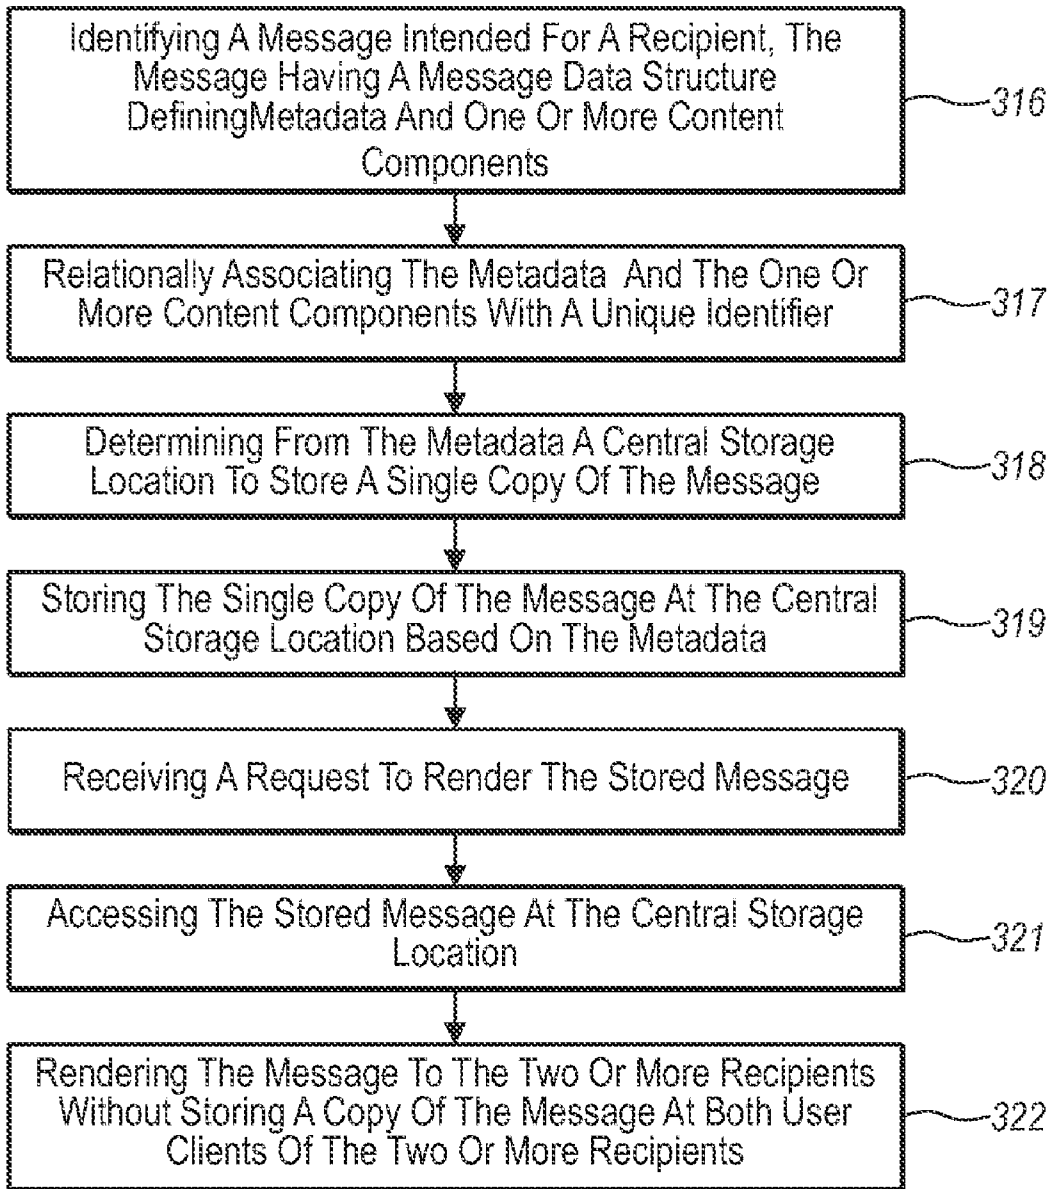 Identifying A Message Intended For A Recipient, The
Message Having A Message Data Structure
DefiningMetadata And One Or More Content
Components
316
Relationally Associating The Metadata And The One Or
More Content Components With A Unique Identifier
317
Determining From The Metadata A Central Storage
Location To Store A Single Copy Of The Message
318
Storing The Single Copy Of The Message At The Central
Storage Location Based On The Metadata
319
Receiving A Request To Render The Stored Message
320
Accessing The Stored Message At The Central Storage
Location
321
Rendering The Message To The Two Or More Recipients
Without Storing A Copy Of The Message At Both User
Clients Of The Two Or More Recipients
322